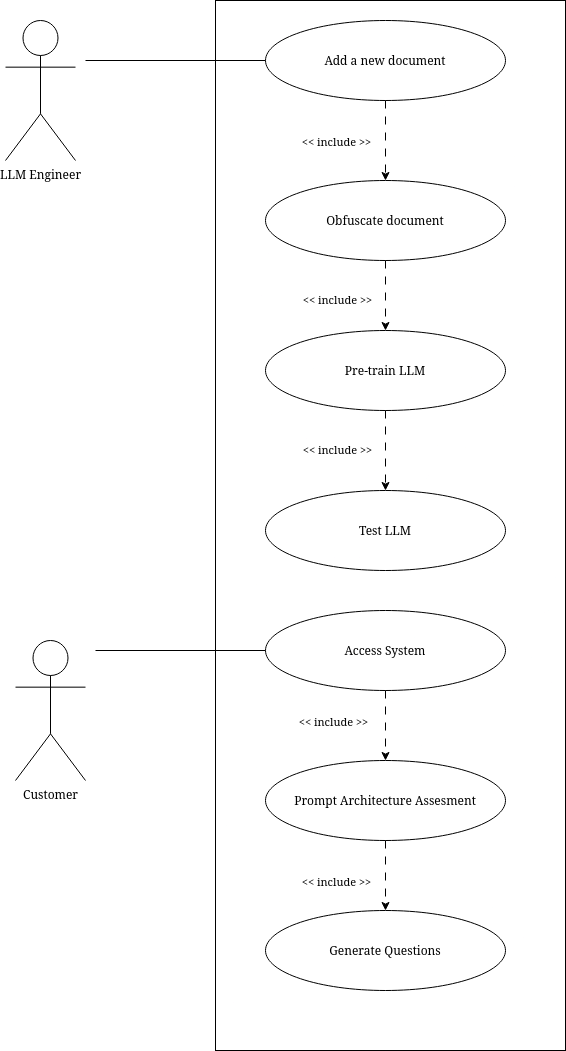 Add a new document
<< include >>
LLM Engineer
Obfuscate document
<< include >>
Pre-train LLM
<< include >>
Test LLM
Access System
<< include >>
Customer
Prompt Architecture Assesment
<< include >>
Generate Questions